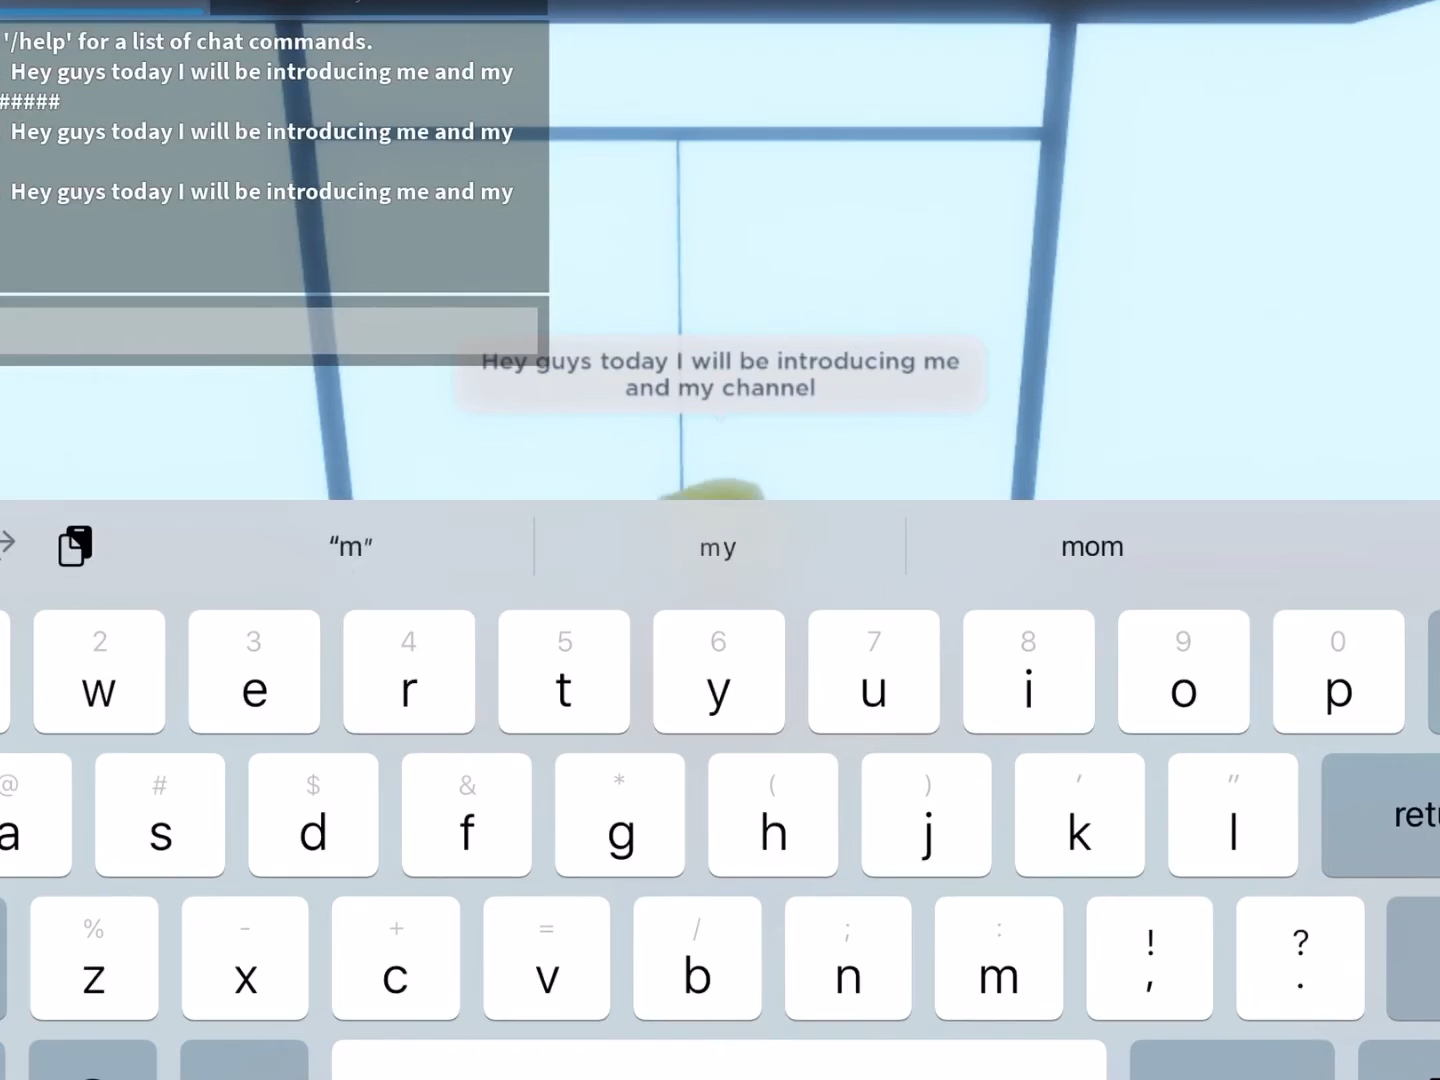 '/help' for a list of chat commands.
Hey guys today I will be introducing me and my
#####
Hey guys today I will be introducing me and my
Hey guys today I will be introducing me and my
Hey guys today I will be introducing me
and my channel
“m” my mom
2 3 4 5 6 7 8 9 0
w e r t y u i o p
@ # $ & * ( ) ' "
a s d f g h j k l retu
% - + = / ; : ! ?
z x c v b n m , .